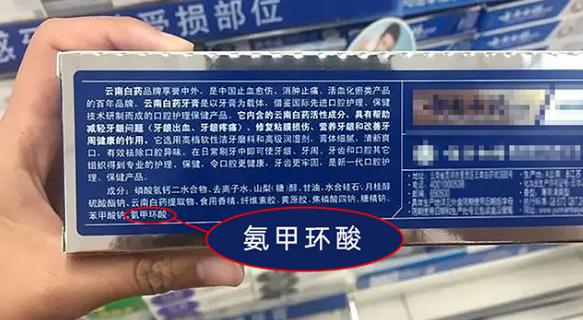 受损部位
云南白药品牌享誉中外，是中国止血愈伤、消肿止痛、活血化瘀类产品
的百年品牌。云南白药牙膏是以牙膏为载体，借鉴国际先进口腔护理、保健
技术研制而成的口腔护理保健产品。它内含的云南白药活性成分，具有帮助
减轻牙龈问题（牙龈出血、牙龈疼痛）、修复黏膜损伤、营养牙龈和改善牙
周健康的作用。它选用高档软性洁牙磨料和高级润湿剂，膏体细腻，清新爽
口，有效祛除口腔异味。在日常刷牙中即可使牙龈、牙周、牙齿和口腔其它
组织得到专业的护理、保健，令口腔更健康，牙齿更牢固，是新一代口腔护
理、保健产品。
成分：磷酸氢钙二水合物、去离子水、山梨（糖）醇、甘油、水合硅石、月桂醇
硫酸酯钠、云南白药提取物、食用香精、纤维素胶、黄原胶、焦磷酸四钠、糖精钠、
苯甲酸钠、氨甲环酸。
氨甲环酸